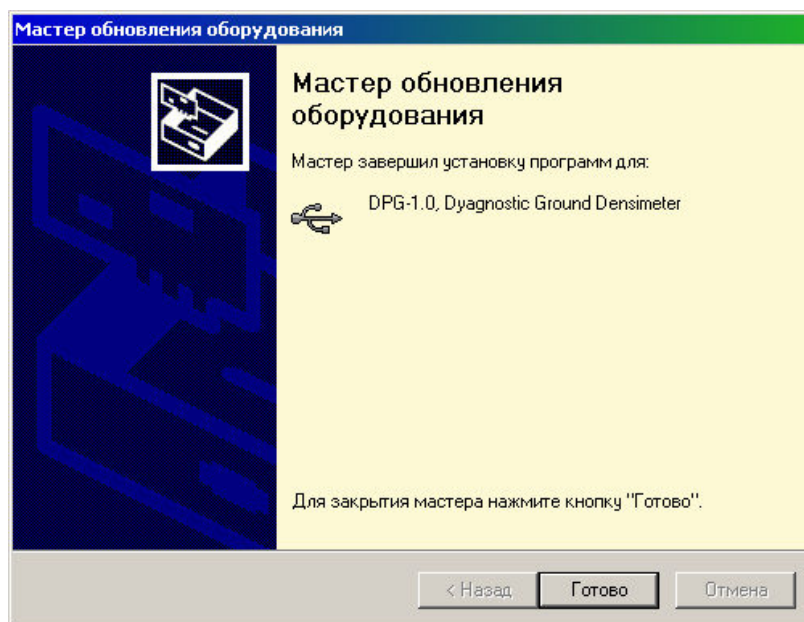 Мастер обновления оборудования
Мастер обновления
оборудования
Мастер завершил установку программ для:
DPG-1.0, Dyagnostic Ground Densimeter
Для закрытия мастера нажмите кнопку "Готово".
< Назад
Готово
Отмена